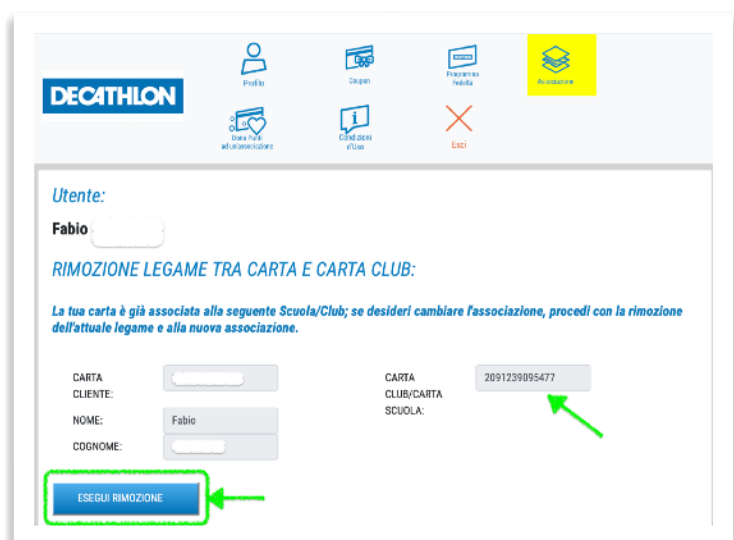 DECATHLON
Profilo
Coupon
Programma
Fedeltà
Associazione
Dona Punti
ad un'associazione
Condizioni
d'Uso
Esci
Utente:
Fabio
RIMOZIONE LEGAME TRA CARTA E CARTA CLUB:
La tua carta è già associata alla seguente Scuola/Club; se desideri cambiare l'associazione, procedi con la rimozione
dell'attuale legame e alla nuova associazione.
CARTA
CLIENTE:
CARTA
CLUB/CARTA
SCUOLA:
2091239095477
NOME:
Fabio
COGNOME:
ESEGUI RIMOZIONE